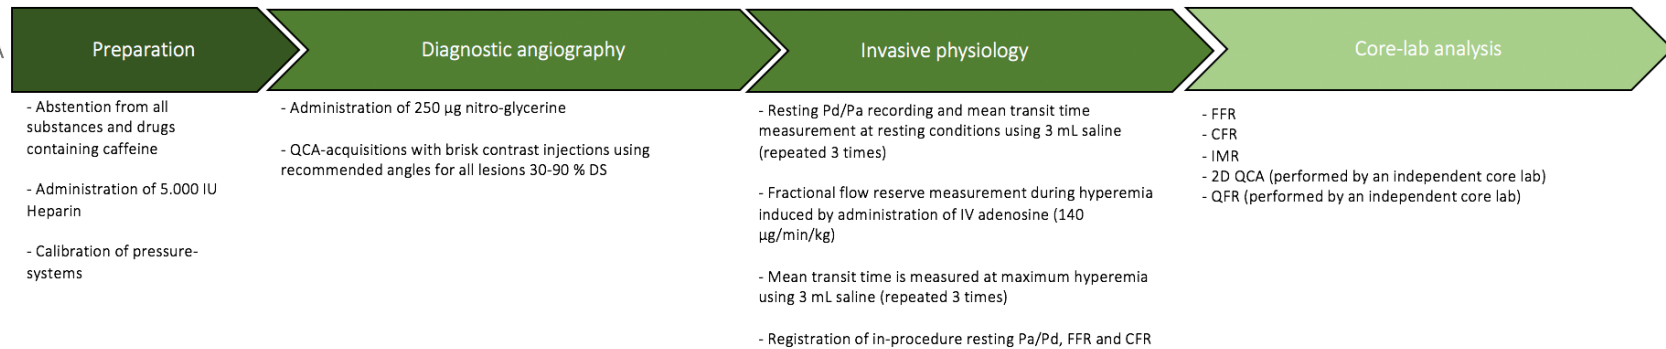 A
Preparation
Diagnostic angiography
Invasive physiology
Core-lab analysis
- Abstention from all
substances and drugs
containing caffeine
- Administration of 5.000 IU
Heparin
- Calibration of pressure-
systems
- Administration of 250 µg nitro-glycerine
- QCA-acquisitions with brisk contrast injections using
recommended angles for all lesions 30-90 % DS
- Resting Pd/Pa recording and mean transit time
measurement at resting conditions using 3 mL saline
(repeated 3 times)
- Fractional flow reserve measurement during hyperemia
induced by administration of IV adenosine (140
µg/min/kg)
- Mean transit time is measured at maximum hyperemia
using 3 mL saline (repeated 3 times)
- Registration of in-procedure resting Pa/Pd, FFR and CFR
- FFR
- CFR
- IMR
- 2D QCA (performed by an independent core lab)
- QFR (performed by an independent core lab)